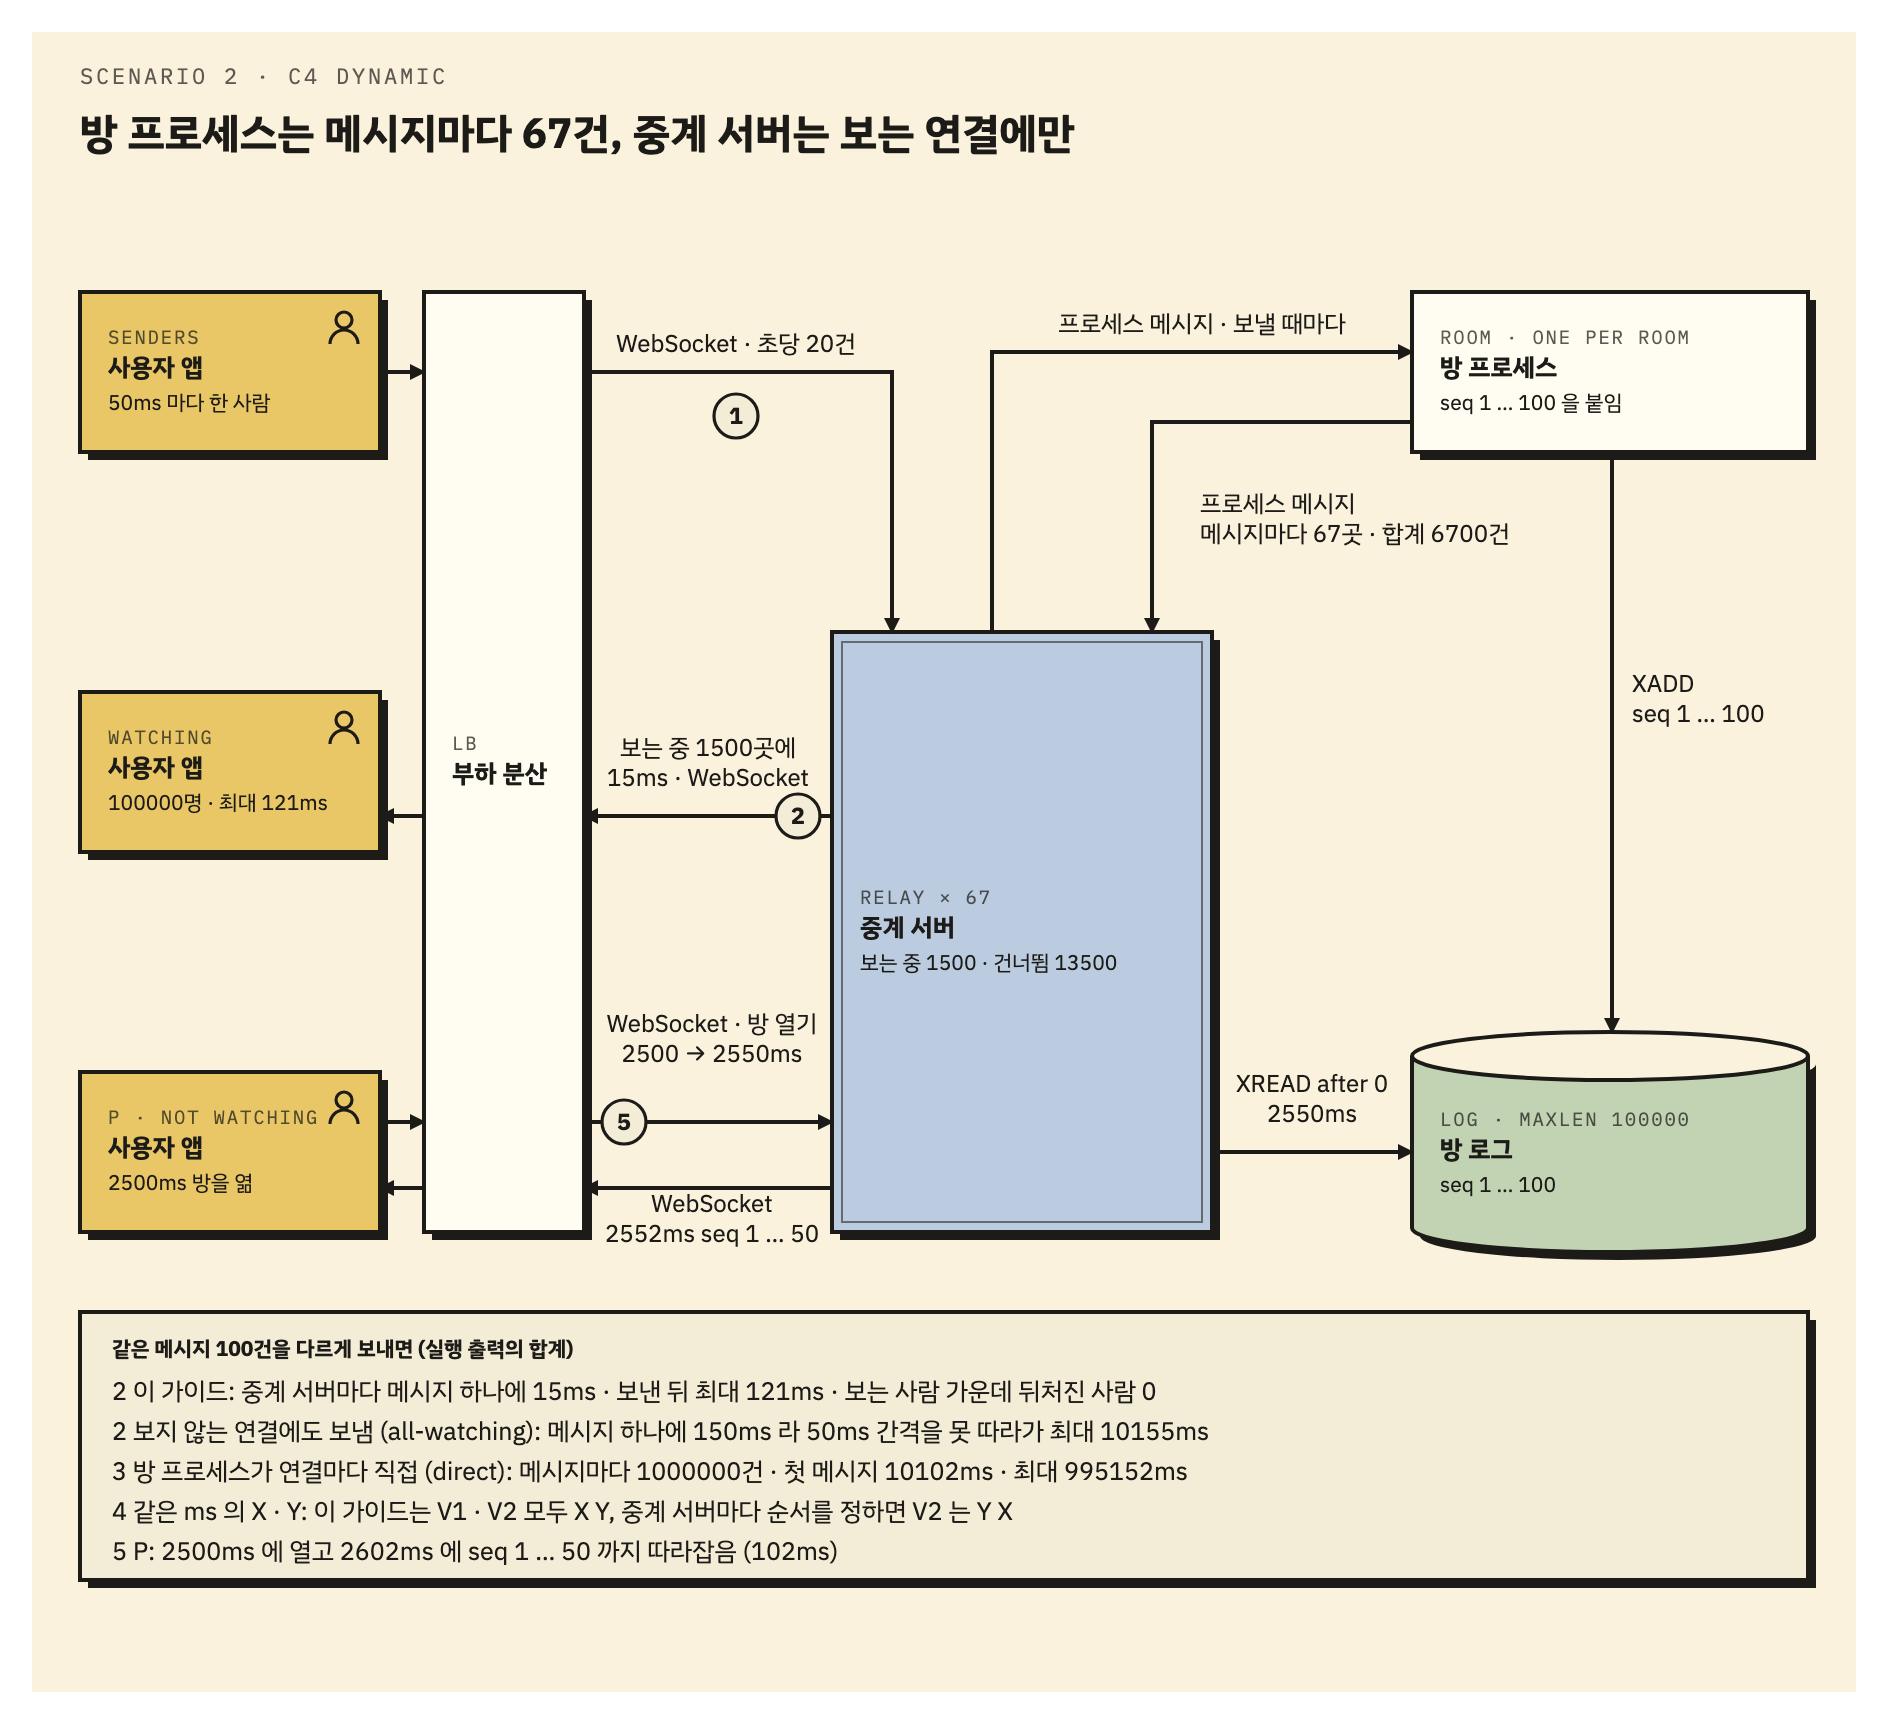 SCENARIO 2 · C4 DYNAMIC
방 프로세스는 메시지마다 67건, 중계 서버는 보는 연결에만
SENDERS
사용자 앱
50ms 마다 한 사람
WebSocket · 초당 20건
1
프로세스 메시지 · 보낼 때마다
ROOM · ONE PER ROOM
방 프로세스
seq 1 ... 100 을 붙임
프로세스 메시지
메시지마다 67곳 · 합계 6700건
XADD
seq 1 ... 100
WATCHING
사용자 앱
100000명 · 최대 121ms
LB
부하 분산
보는 중 1500곳에
15ms · WebSocket
2
RELAY × 67
중계 서버
보는 중 1500 · 건너뜀 13500
WebSocket · 방 열기
2500 → 2550ms
5
P · NOT WATCHING
사용자 앱
2500ms 방을 엶
WebSocket
2552ms seq 1 ... 50
XREAD after 0
2550ms
LOG · MAXLEN 100000
방 로그
seq 1 ... 100
같은 메시지 100건을 다르게 보내면 (실행 출력의 합계)
2 이 가이드: 중계 서버마다 메시지 하나에 15ms · 보낸 뒤 최대 121ms · 보는 사람 가운데 뒤처진 사람 0
2 보지 않는 연결에도 보냄 (all-watching): 메시지 하나에 150ms 라 50ms 간격을 못 따라가 최대 10155ms
3 방 프로세스가 연결마다 직접 (direct): 메시지마다 1000000건 · 첫 메시지 10102ms · 최대 995152ms
4 같은 ms 의 X · Y: 이 가이드는 V1 · V2 모두 X Y, 중계 서버마다 순서를 정하면 V2 는 Y X
5 P: 2500ms 에 열고 2602ms 에 seq 1 ... 50 까지 따라잡음 (102ms)